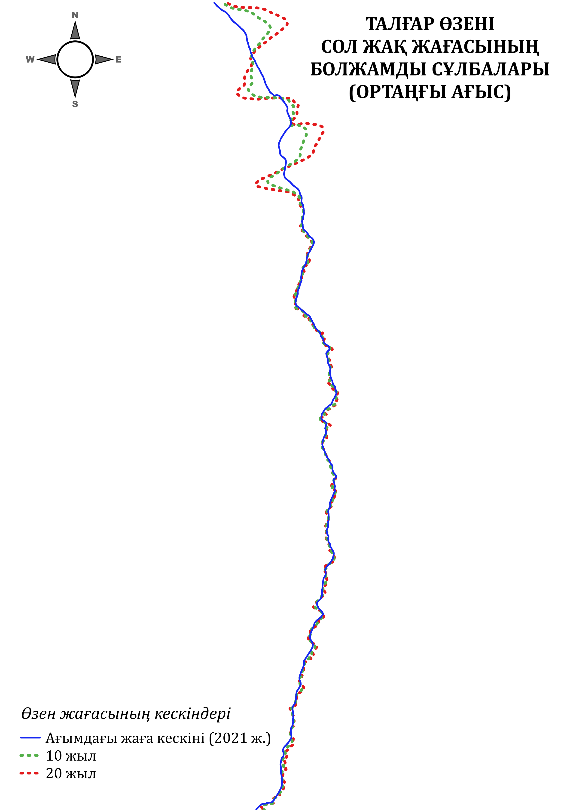 N
W E
S
ТАЛҒАР ӨЗЕНІ
СОЛ ЖАҚ ЖАҒАСЫНЫҢ
БОЛЖАМДЫ СҰЛБАЛАРЫ
(ОРТАҢҒЫ АҒЫС)
Өзен жағасының кескіндері
Ағымдағы жаға кескіні (2021 ж.)
10 жыл
20 жыл